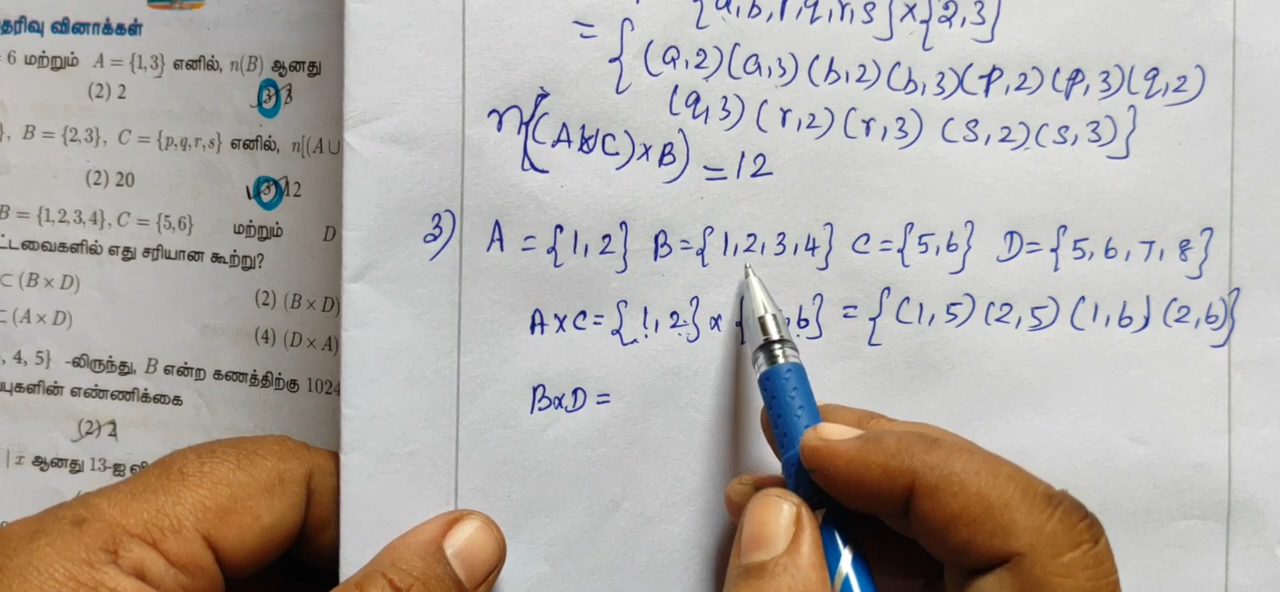 தெரிவு வினாக்கள்
6 மற்றும் A = {1,3} எனில், n(B) ஆனது
(2) 2 (3) 3
}, B = {2,3}, C = {p,q,r,s} எனில், n[(A ∪
(2) 20 (3) 12
B = {1,2,3,4}, C = {5,6} மற்றும் D
ட்டவைகளில் எது சரியான கூற்று?
⊂ (B × D)
(2) (B × D)
⊂ (A × D)
(4) (D × A)
, 4, 5} -லிருந்து, B என்ற கணத்திற்கு 1024
புகளின் எண்ணிக்கை
(2) 2
| x ஆனது 13-ஐ
{a,b,p,q,r,s}×{2,3}
= {(a,2)(a,3)(b,2)(b,3)(p,2)(p,3)(q,2)
(q,3)(r,2)(r,3)(s,2)(s,3)}
n[(A∪C)×B) = 12
3) A = {1,2} B = {1,2,3,4} C = {5,6} D = {5,6,7,8}
A×C = {1,2} × { 6} = {(1,5)(2,5)(1,6)(2,6)}
B×D =